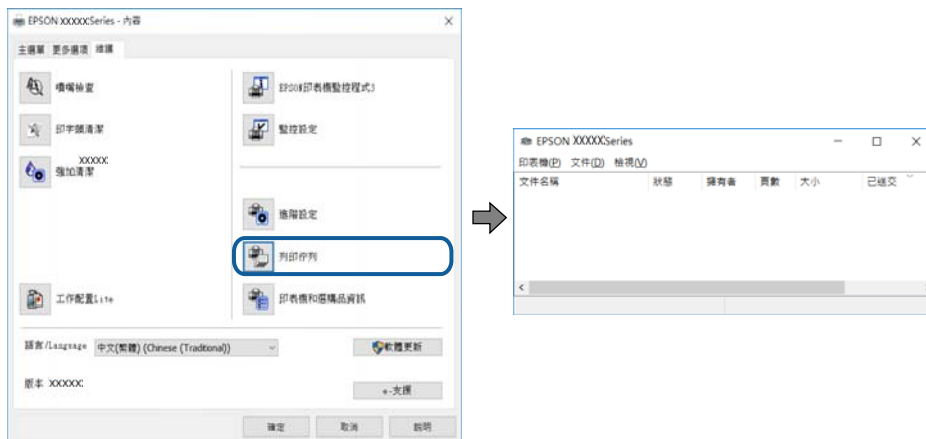 EPSON XXXXX Series - 內容
主選單 更多選項 維護
噴嘴檢查
印字頭清潔
XXXXX
強加清潔
工作配置Lite
EPSON印表機監控程式3
監控設定
進階設定
列印佇列
印表機和選購品資訊
語言/Language 中文(繁體) (Chinese (Traditional))
軟體更新
版本 XXXXX
e-支援
確定 取消 說明
EPSON XXXXX Series
印表機(P) 文件(D) 檢視(V)
文件名稱 狀態 擁有者 頁數 大小 已送交